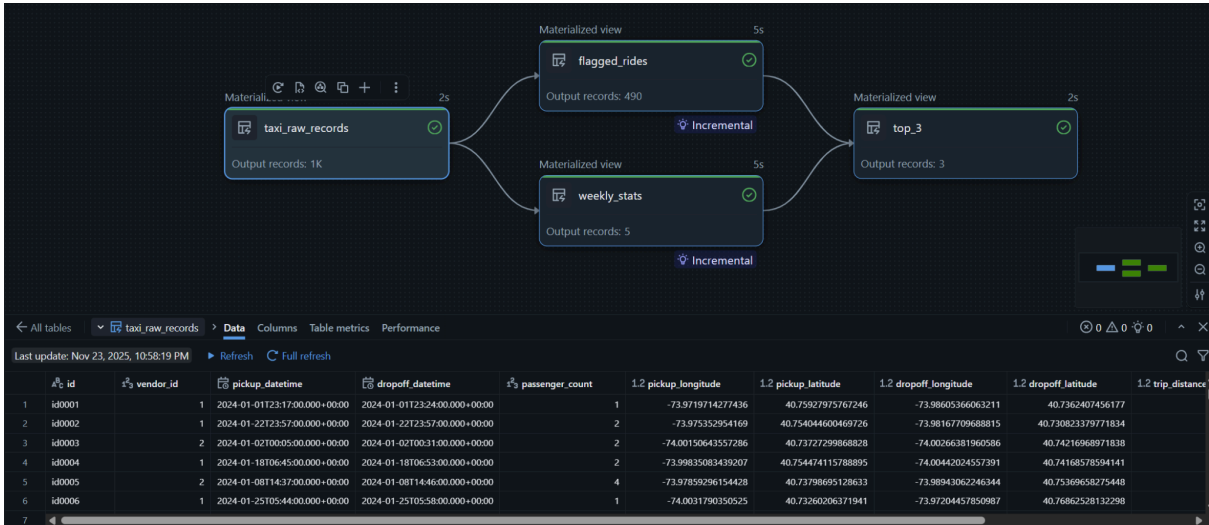 Materialized view 5s
flagged_rides
Output records: 490
Incremental
2s
taxi_raw_records
Output records: 1K
Materialized view 2s
top_3
Output records: 3
Materialized view 5s
weekly_stats
Output records: 5
Incremental
All tables taxi_raw_records Data Columns Table metrics Performance 0 0 0
Last update: Nov 23, 2025, 10:58:19 PM Refresh Full refresh
id vendor_id pickup_datetime dropoff_datetime passenger_count 1.2 pickup_longitude 1.2 pickup_latitude 1.2 dropoff_longitude 1.2 dropoff_latitude 1.2 trip_distance
1 id0001 1 2024-01-01T23:17:00.000+00:00 2024-01-01T23:24:00.000+00:00 1 -73.9719714277436 40.75927975767246 -73.98605366063211 40.7362407456177
2 id0002 1 2024-01-22T23:57:00.000+00:00 2024-01-22T23:57:00.000+00:00 2 -73.975352954169 40.754044600469726 -73.98167709688815 40.730823379771834
3 id0003 2 2024-01-02T00:05:00.000+00:00 2024-01-02T00:31:00.000+00:00 2 -74.00150643557286 40.73727299868828 -74.00266381960586 40.74216968971838
4 id0004 1 2024-01-18T06:45:00.000+00:00 2024-01-18T06:53:00.000+00:00 2 -73.99835083439207 40.754474115788895 -74.00442024557391 40.74168578594141
5 id0005 2 2024-01-08T14:37:00.000+00:00 2024-01-08T14:46:00.000+00:00 4 -73.97859296154428 40.73798695128633 -73.98943062246344 40.75369658275448
6 id0006 1 2024-01-25T05:44:00.000+00:00 2024-01-25T05:58:00.000+00:00 1 -74.0031790350525 40.73260206371941 -73.97204457850987 40.76862528132298
7